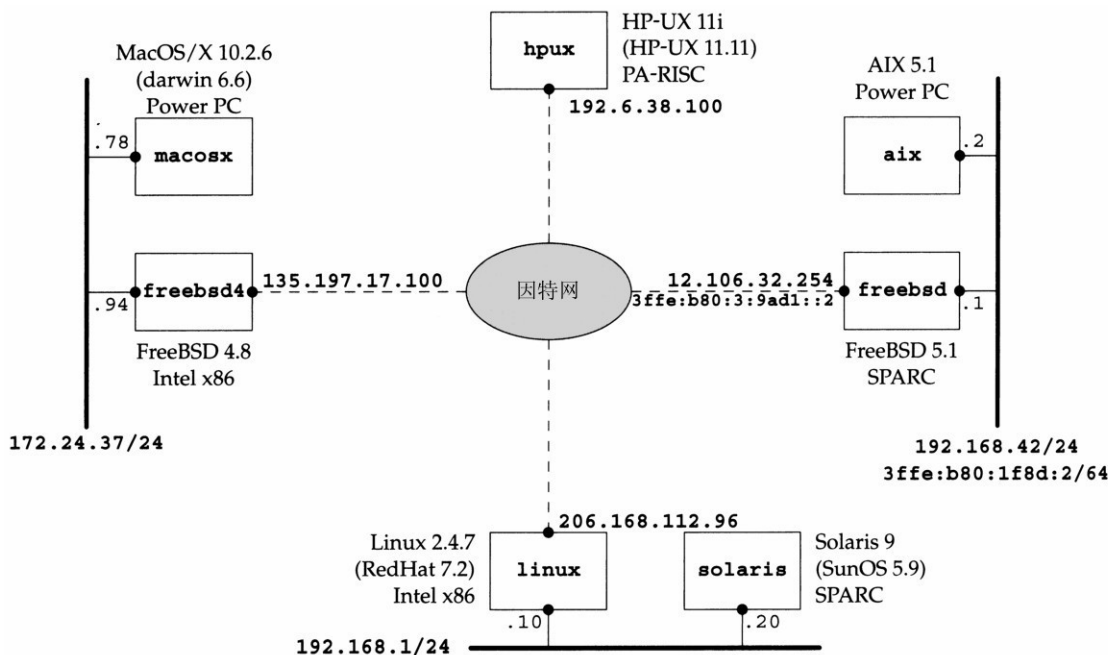 HP-UX 11i
(HP-UX 11.11)
PA-RISC
hpux
192.6.38.100
MacOS/X 10.2.6
(darwin 6.6)
Power PC
.78
macosx
AIX 5.1
Power PC
aix
.2
因特网
135.197.17.100
freebsd4
.94
FreeBSD 4.8
Intel x86
172.24.37/24
12.106.32.254
3ffe:b80:3:9ad1::2
freebsd
.1
FreeBSD 5.1
SPARC
192.168.42/24
3ffe:b80:1f8d:2/64
206.168.112.96
Linux 2.4.7
(RedHat 7.2)
Intel x86
linux
.10
solaris
.20
Solaris 9
(SunOS 5.9)
SPARC
192.168.1/24